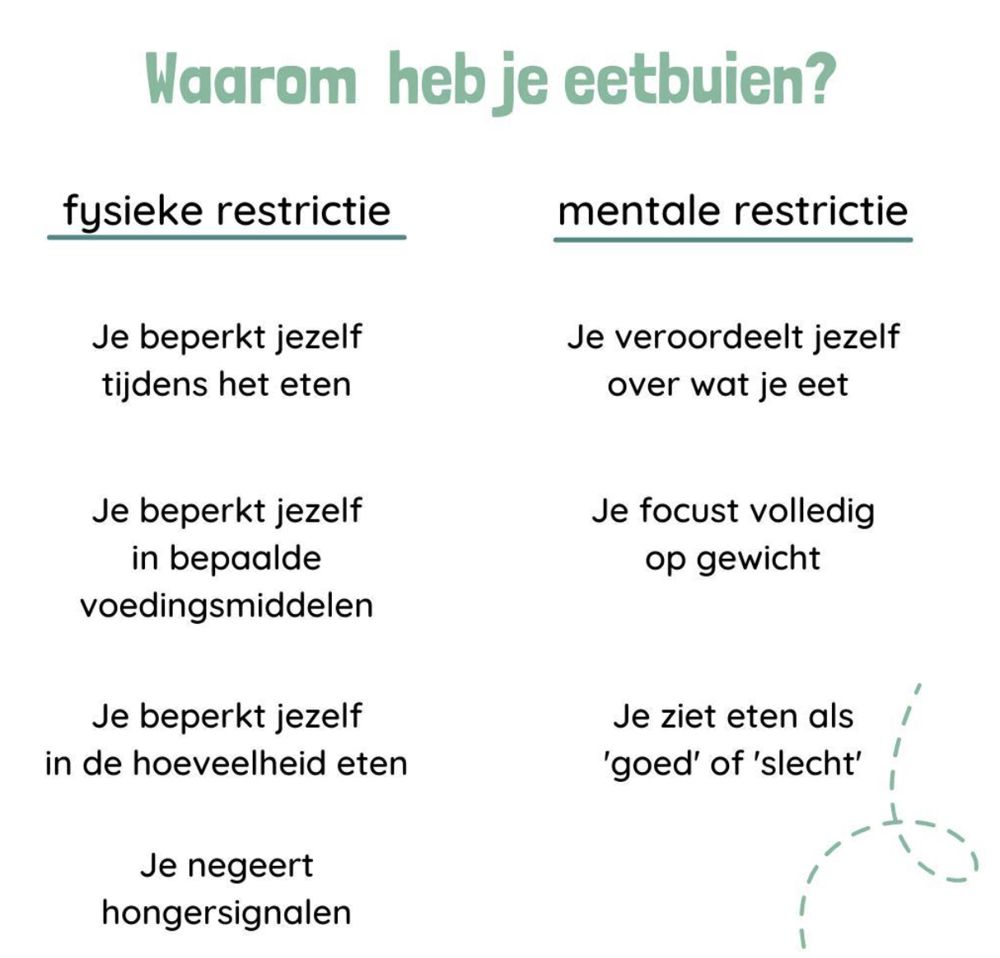 Waarom heb je eetbuien?
fysieke restrictie
Je beperkt jezelf
tijdens het eten
Je beperkt jezelf
in bepaalde
voedingsmiddelen
Je beperkt jezelf
in de hoeveelheid eten
Je negeert
hongersignalen
mentale restrictie
Je veroordeelt jezelf
over wat je eet
Je focust volledig
op gewicht
Je ziet eten als
'goed' of 'slecht'